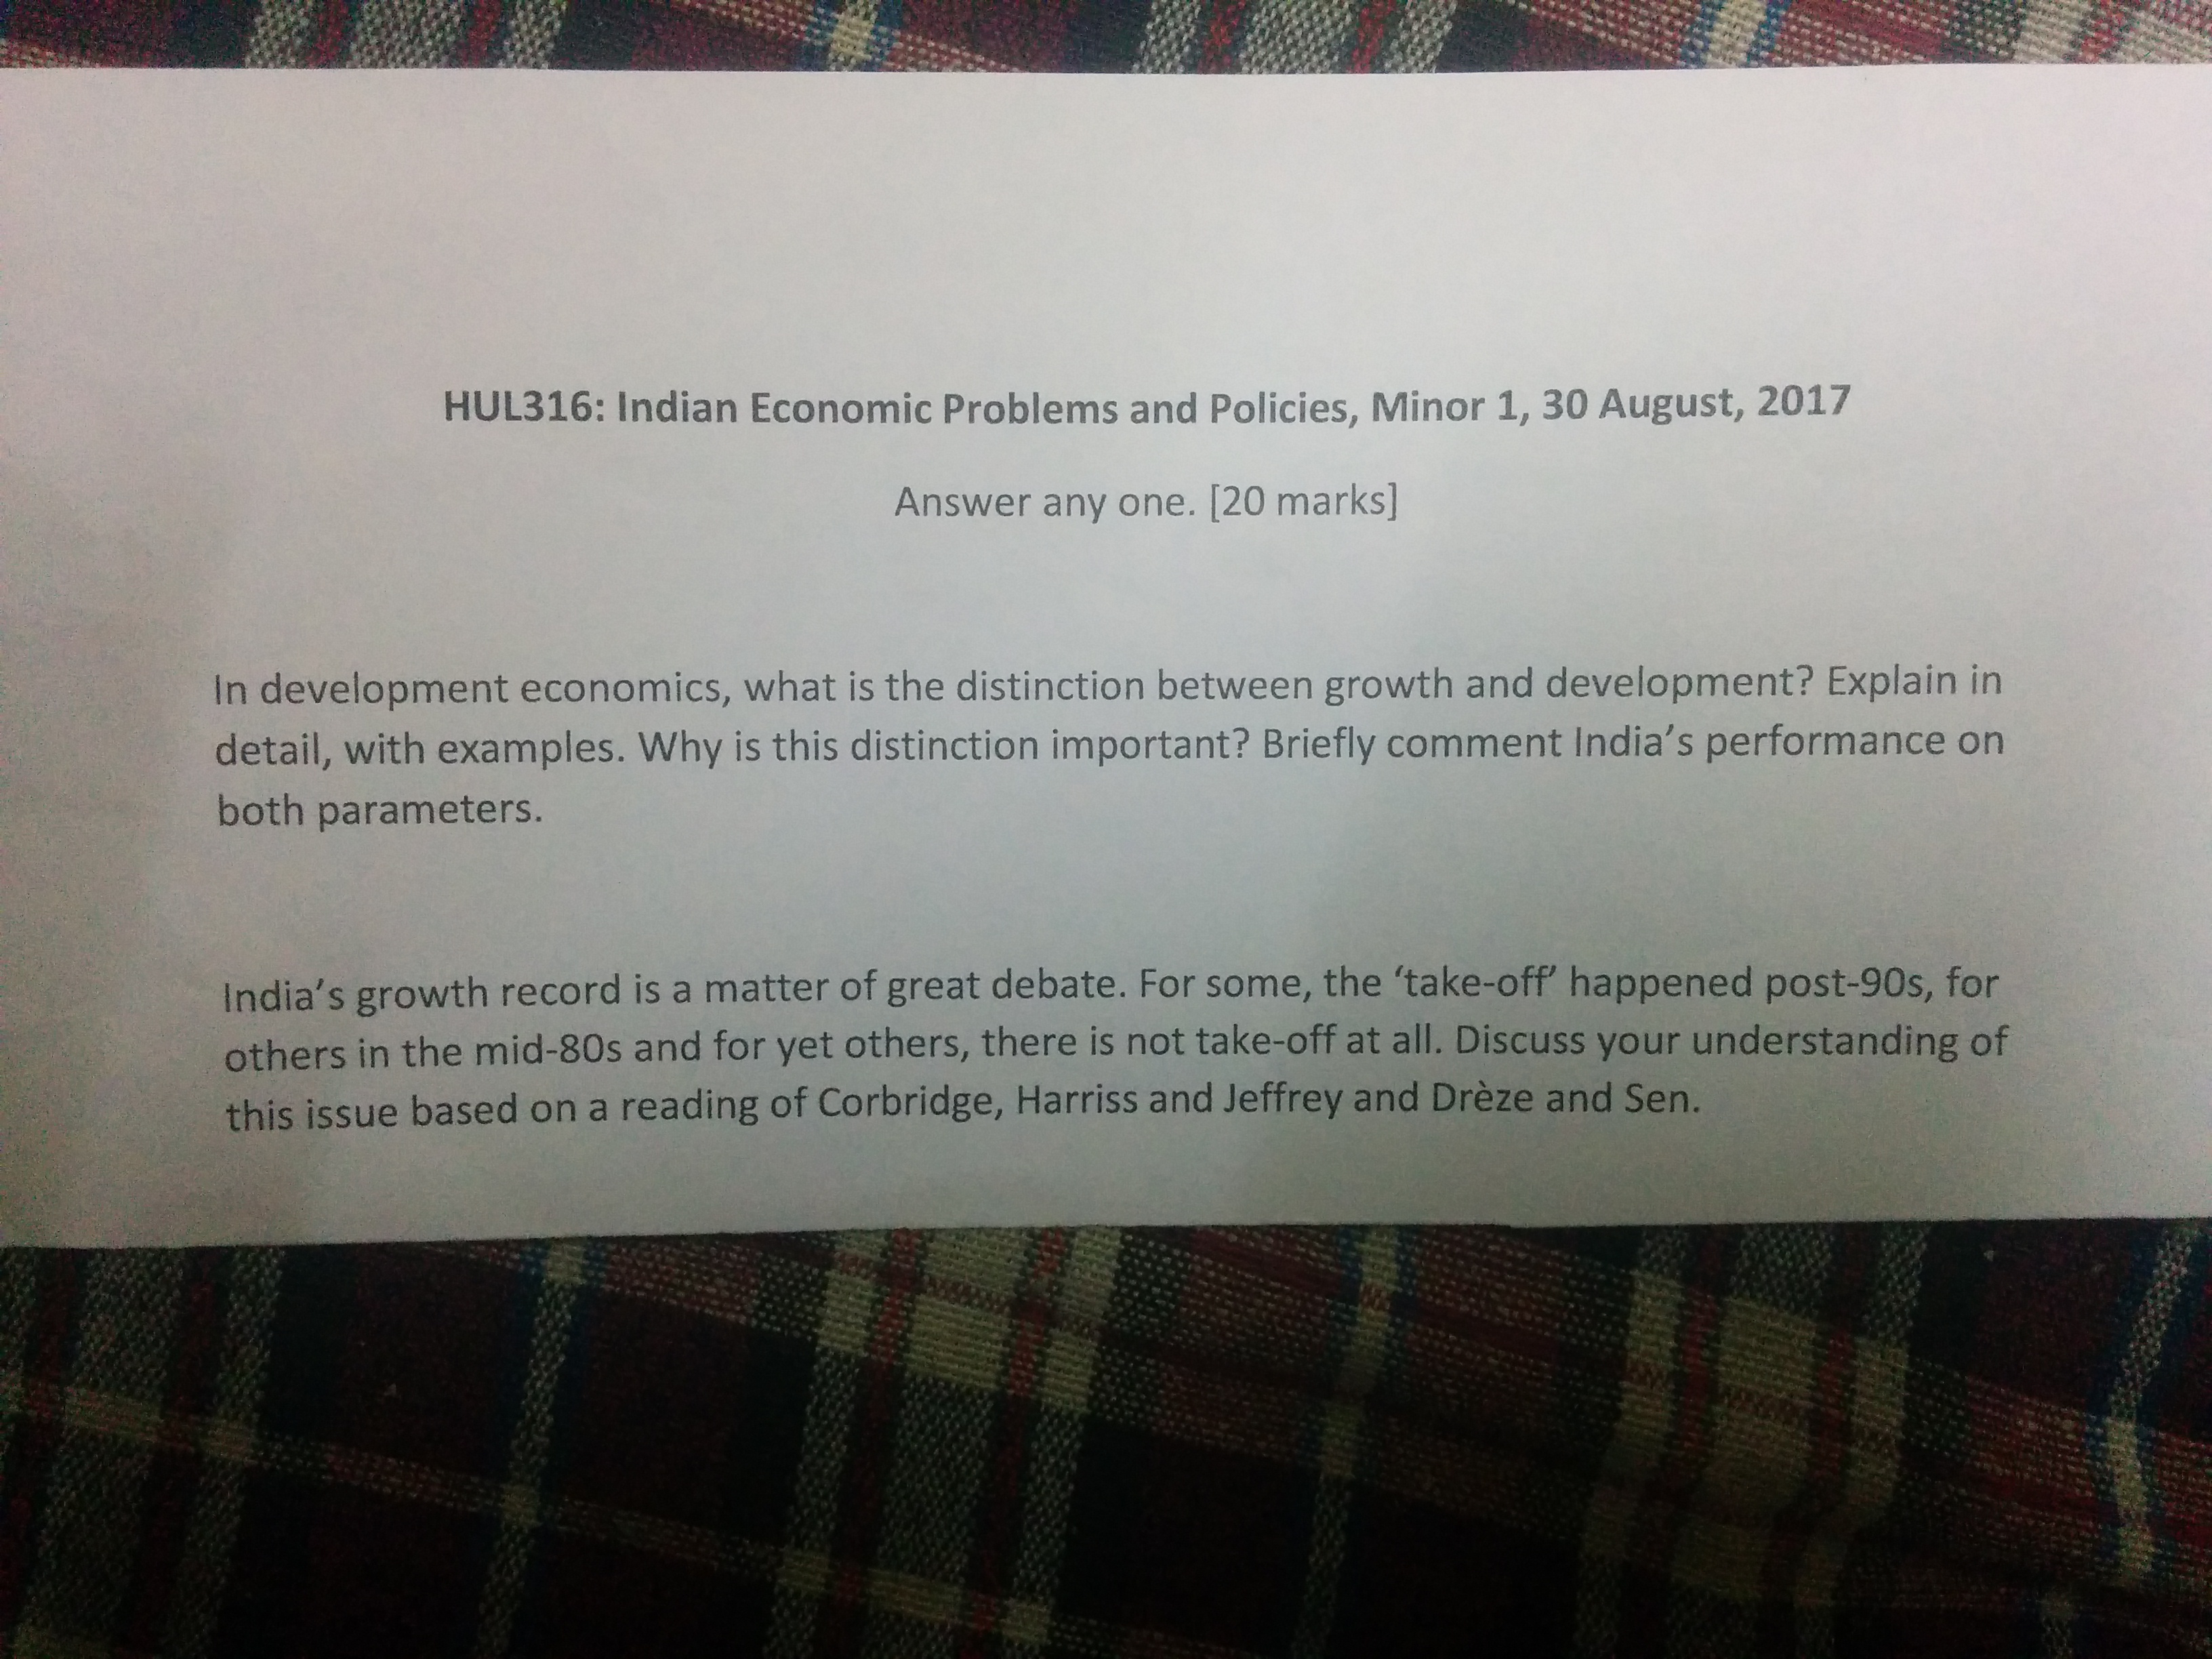 HUL316: Indian Economic Problems and Policies, Minor 1, 30 August, 2017
Answer any one. [20 marks]
In development economics, what is the distinction between growth and development? Explain in
detail, with examples. Why is this distinction important? Briefly comment India’s performance on
both parameters.
India’s growth record is a matter of great debate. For some, the ‘take-off’ happened post-90s, for
others in the mid-80s and for yet others, there is not take-off at all. Discuss your understanding of
this issue based on a reading of Corbridge, Harriss and Jeffrey and Drèze and Sen.